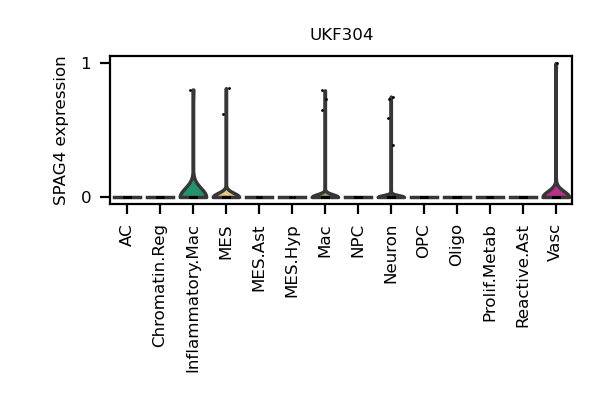 UKF304
SPAG4 expression
1
0
AC
Chromatin.Reg
Inflammatory.Mac
MES
MES.Ast
MES.Hyp
Mac
NPC
Neuron
OPC
Oligo
Prolif.Metab
Reactive.Ast
Vasc